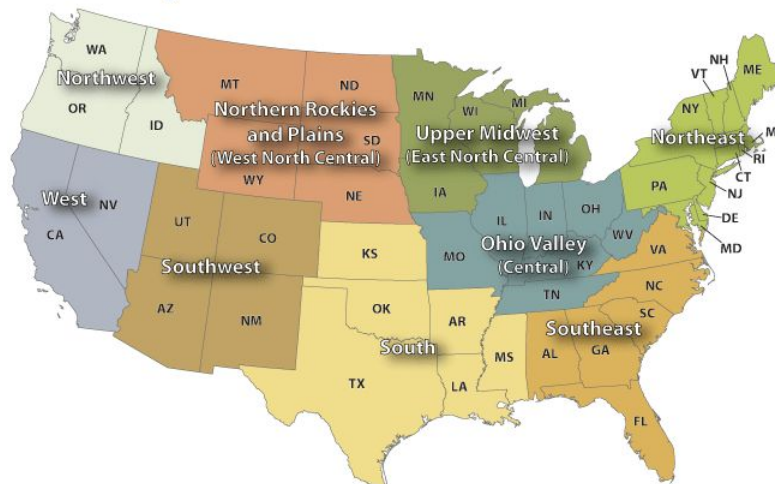 WA
Northwest
OR
ID
MT
ND
Northern Rockies
and Plains
(West North Central)
SD
WY
NE
MN
WI
MI
Upper Midwest
(East North Central)
IA
VT
NH
ME
NY
Northeast
M
RI
CT
PA
NJ
DE
MD
West
NV
CA
UT
CO
Southwest
AZ
NM
KS
OK
AR
South
TX
LA
MS
IL
IN
OH
WV
MO
Ohio Valley
(Central)
KY
TN
VA
NC
SC
Southeast
AL
GA
FL